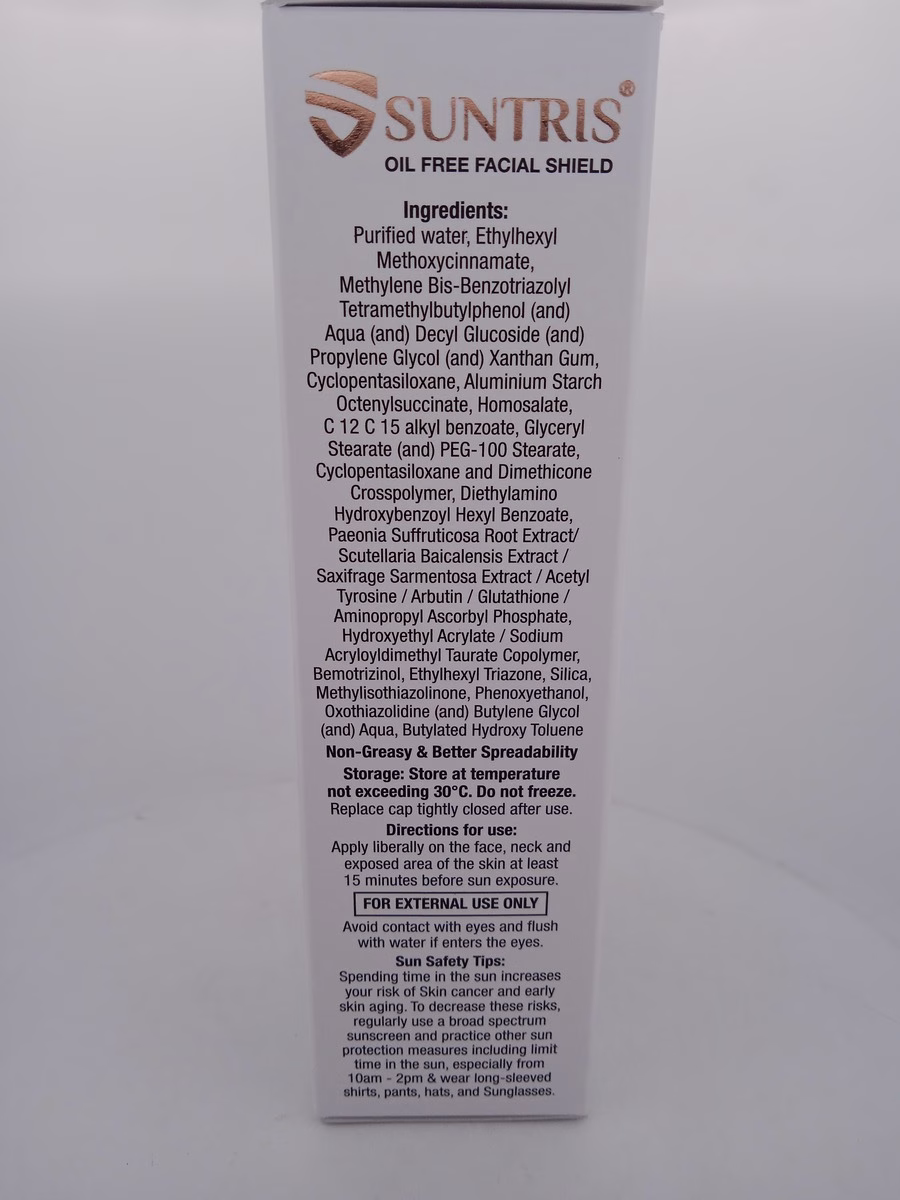 SUNTRIS®
OIL FREE FACIAL SHIELD
Ingredients:
Purified water, Ethylhexyl
Methoxycinnamate,
Methylene Bis-Benzotriazolyl
Tetramethylbutylphenol (and)
Aqua (and) Decyl Glucoside (and)
Propylene Glycol (and) Xanthan Gum,
Cyclopentasiloxane, Aluminium Starch
Octenylsuccinate, Homosalate,
C 12 C 15 alkyl benzoate, Glyceryl
Stearate (and) PEG-100 Stearate,
Cyclopentasiloxane and Dimethicone
Crosspolymer, Diethylamino
Hydroxybenzoyl Hexyl Benzoate,
Paeonia Suffruticosa Root Extract/
Scutellaria Baicalensis Extract /
Saxifrage Sarmentosa Extract / Acetyl
Tyrosine / Arbutin / Glutathione /
Aminopropyl Ascorbyl Phosphate,
Hydroxyethyl Acrylate / Sodium
Acryloyldimethyl Taurate Copolymer,
Bemotrizinol, Ethylhexyl Triazone, Silica,
Methylisothiazolinone, Phenoxyethanol,
Oxothiazolidine (and) Butylene Glycol
(and) Aqua, Butylated Hydroxy Toluene
Non-Greasy & Better Spreadability
Storage: Store at temperature
not exceeding 30°C. Do not freeze.
Replace cap tightly closed after use.
Directions for use:
Apply liberally on the face, neck and
exposed area of the skin at least
15 minutes before sun exposure.
FOR EXTERNAL USE ONLY
Avoid contact with eyes and flush
with water if enters the eyes.
Sun Safety Tips:
Spending time in the sun increases
your risk of Skin cancer and early
skin aging. To decrease these risks,
regularly use a broad spectrum
sunscreen and practice other sun
protection measures including limit
time in the sun, especially from
10am - 2pm & wear long-sleeved
shirts, pants, hats, and Sunglasses.